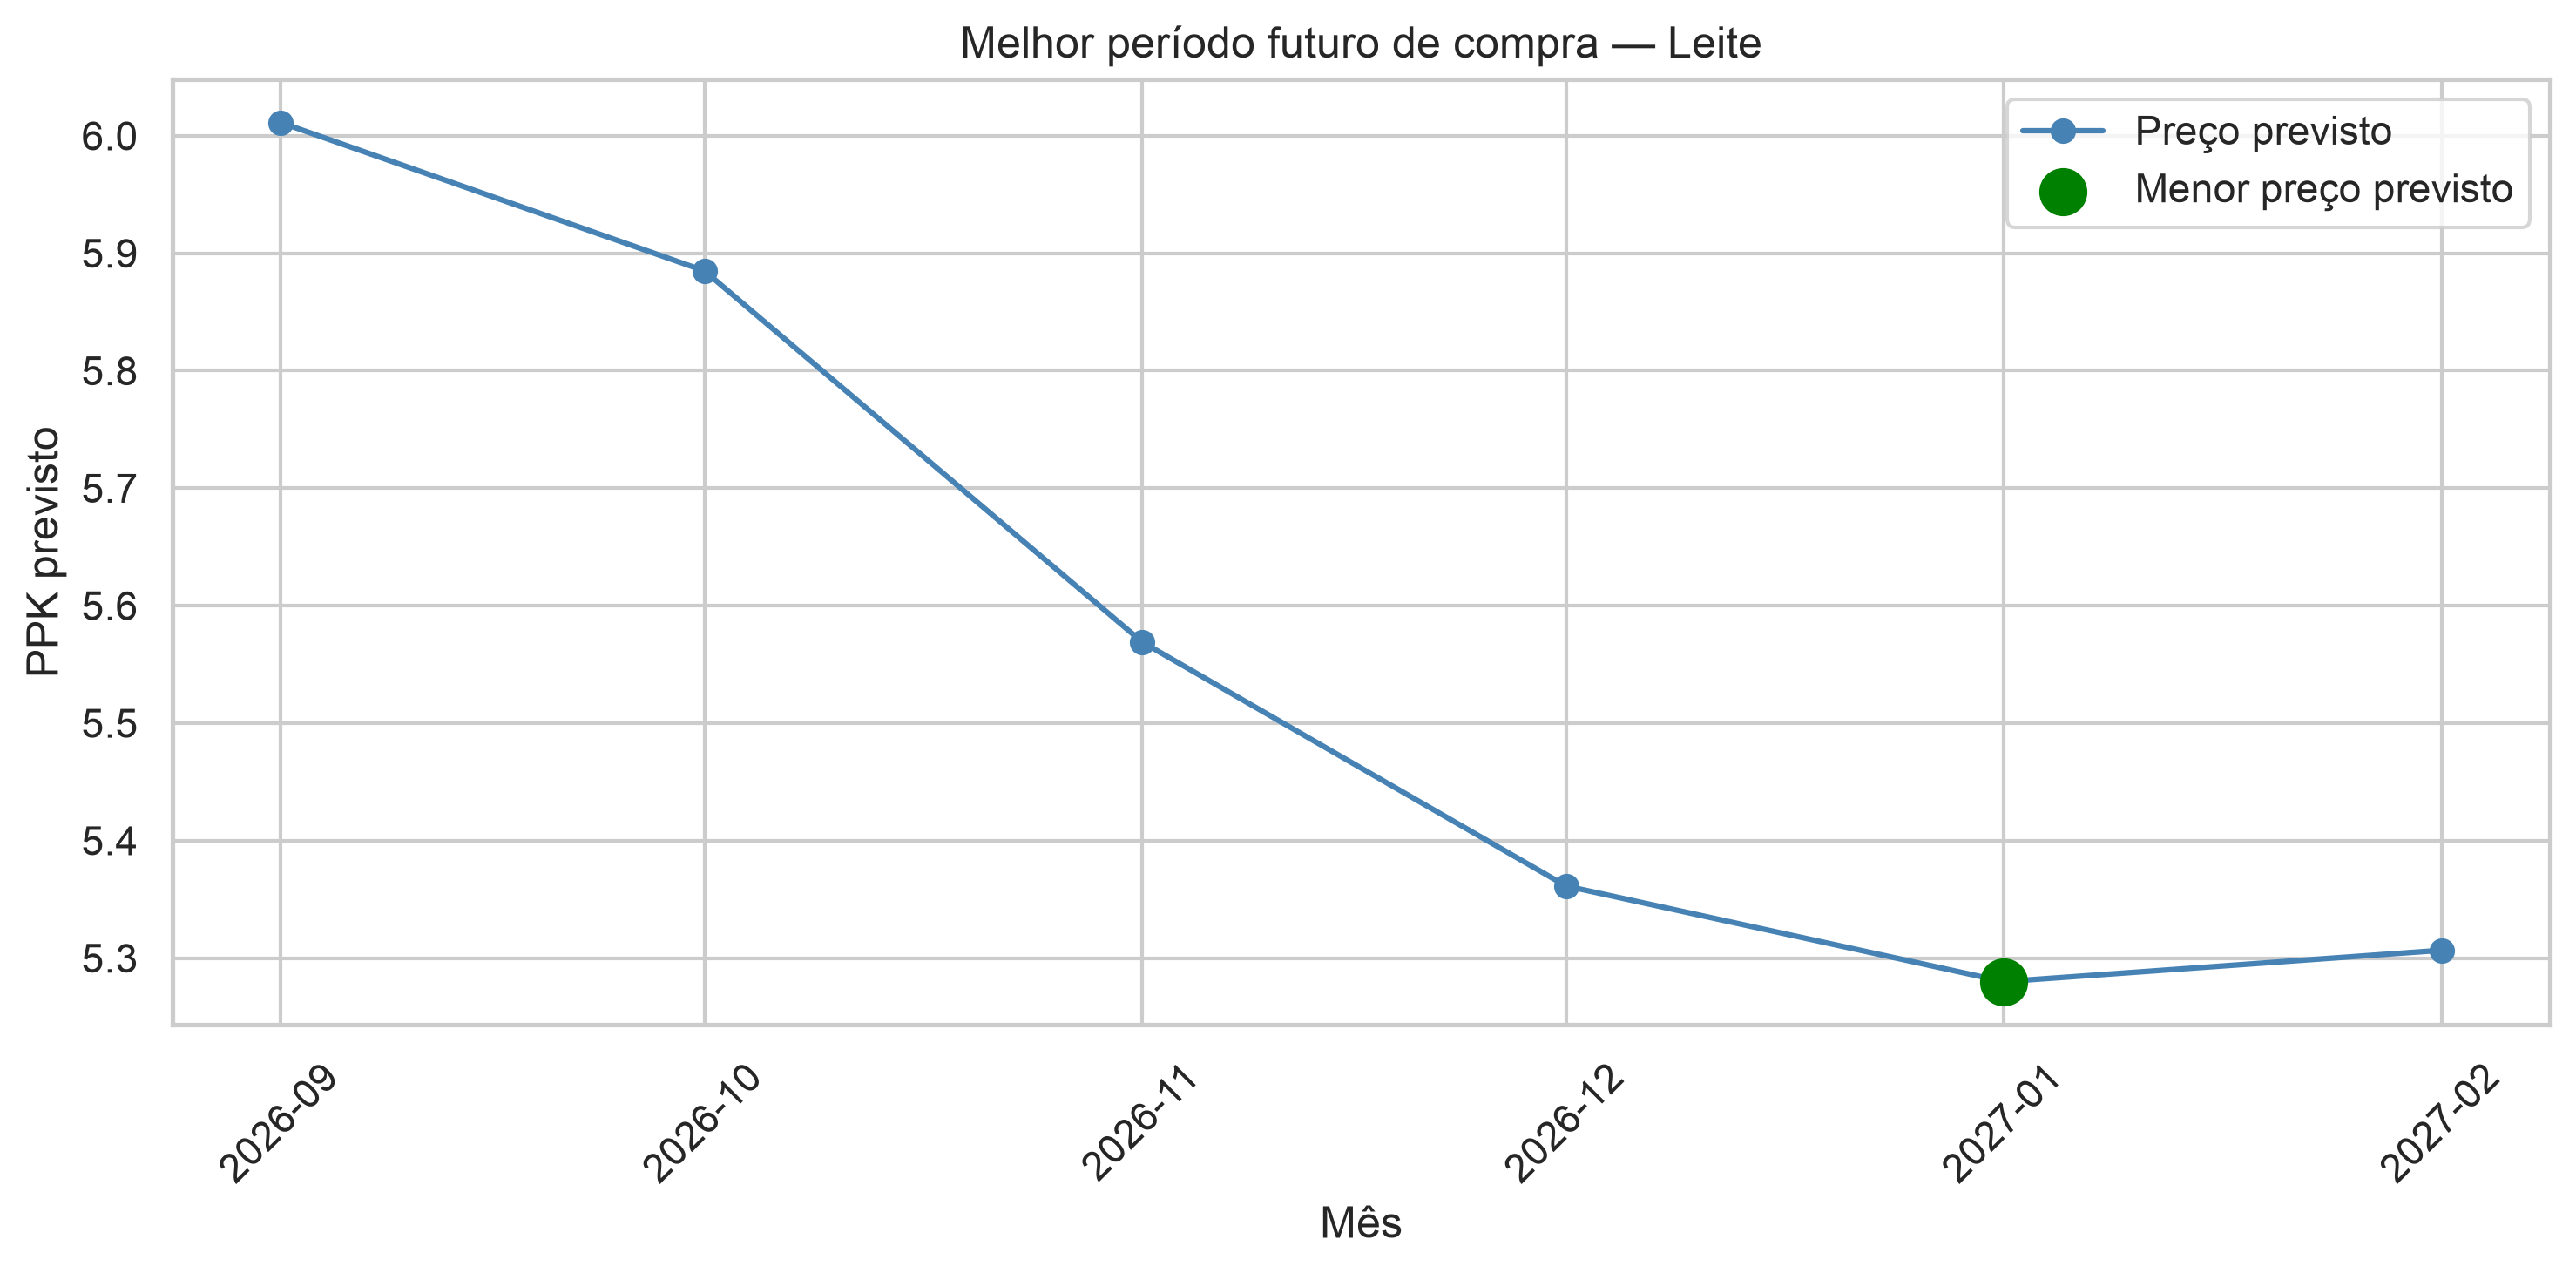 Melhor período futuro de compra — Leite
Preço previsto
Menor preço previsto
PPK previsto
6.0
5.9
5.8
5.7
5.6
5.5
5.4
5.3
2026-09
2026-10
2026-11
2026-12
2027-01
2027-02
Mês